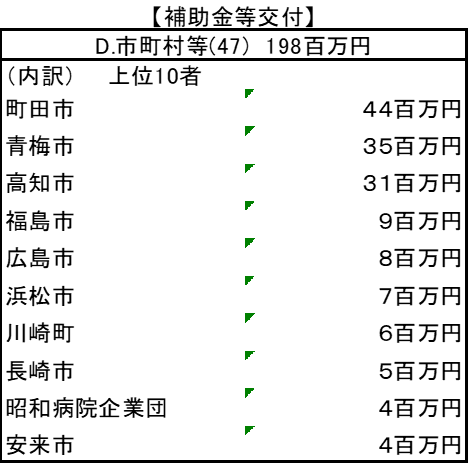 【補助金等交付】
D.市町村等(47) 198百万円
(内訳) 上位10者
町田市 44百万円
青梅市 35百万円
高知市 31百万円
福島市 9百万円
広島市 8百万円
浜松市 7百万円
川崎町 6百万円
長崎市 5百万円
昭和病院企業団 4百万円
安来市 4百万円